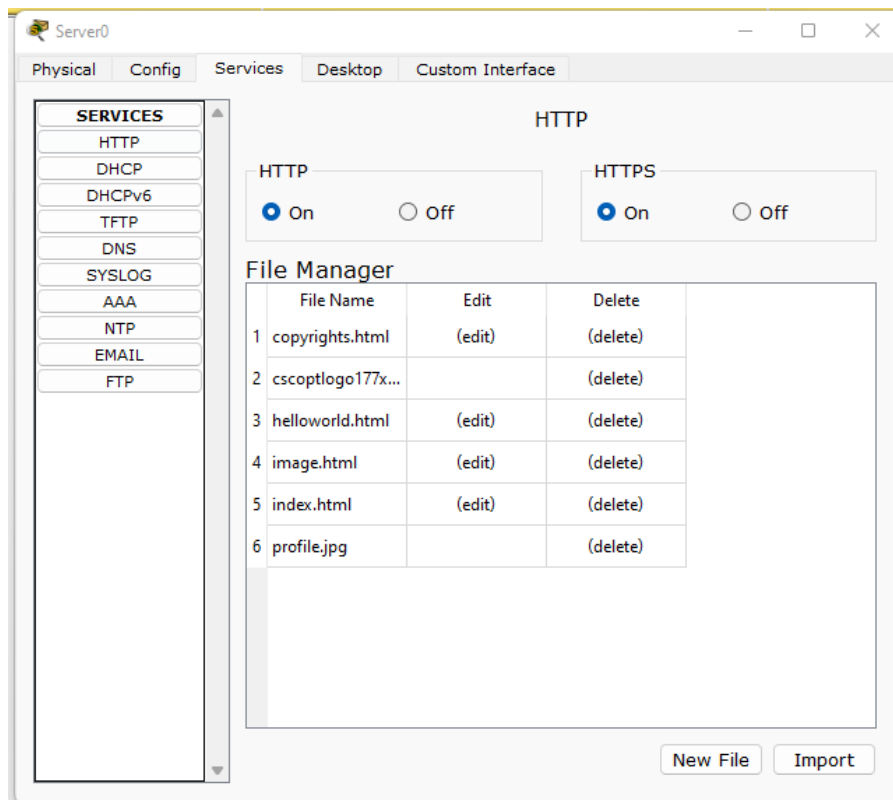 Server0
Physical Config Services Desktop Custom Interface
SERVICES
HTTP
DHCP
DHCPv6
TFTP
DNS
SYSLOG
AAA
NTP
EMAIL
FTP
HTTP
HTTP HTTPS
On Off On Off
File Manager
File Name Edit Delete
1 copyrights.html (edit) (delete)
2 cscoptlogo177x... (delete)
3 helloworld.html (edit) (delete)
4 image.html (edit) (delete)
5 index.html (edit) (delete)
6 profile.jpg (delete)
New File Import